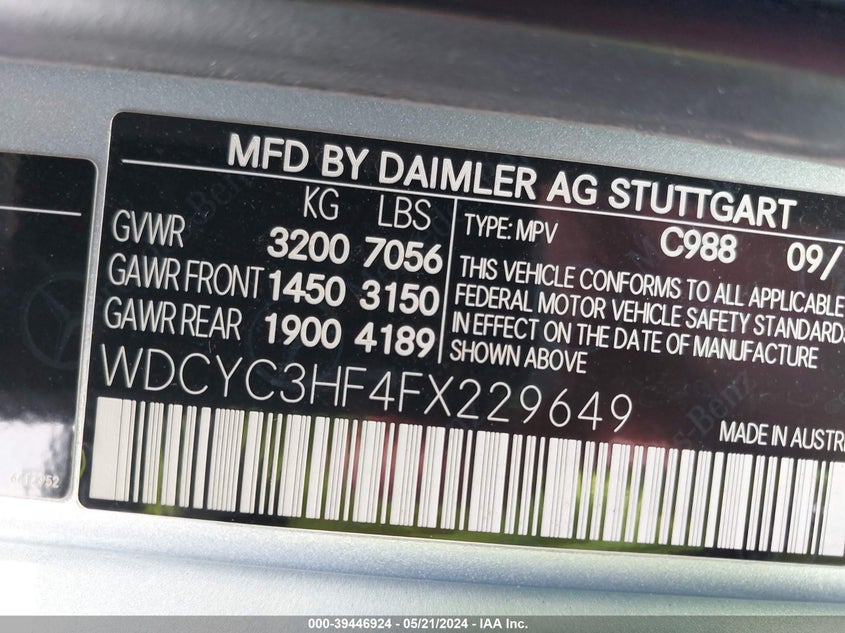 MFD BY DAIMLER AG STUTTGART
KG LBS
GVWR 3200 7056
GAWR FRONT 1450 3150
GAWR REAR 1900 4189
TYPE: MPV C988 09/
THIS VEHICLE CONFORMS TO ALL APPLICABLE
FEDERAL MOTOR VEHICLE SAFETY STANDARDS
IN EFFECT ON THE DATE OF MANUFACTURE
SHOWN ABOVE
WDCYC3HF4FX229649
MADE IN AUSTR
000-39446924 - 05/21/2024 - IAA Inc.